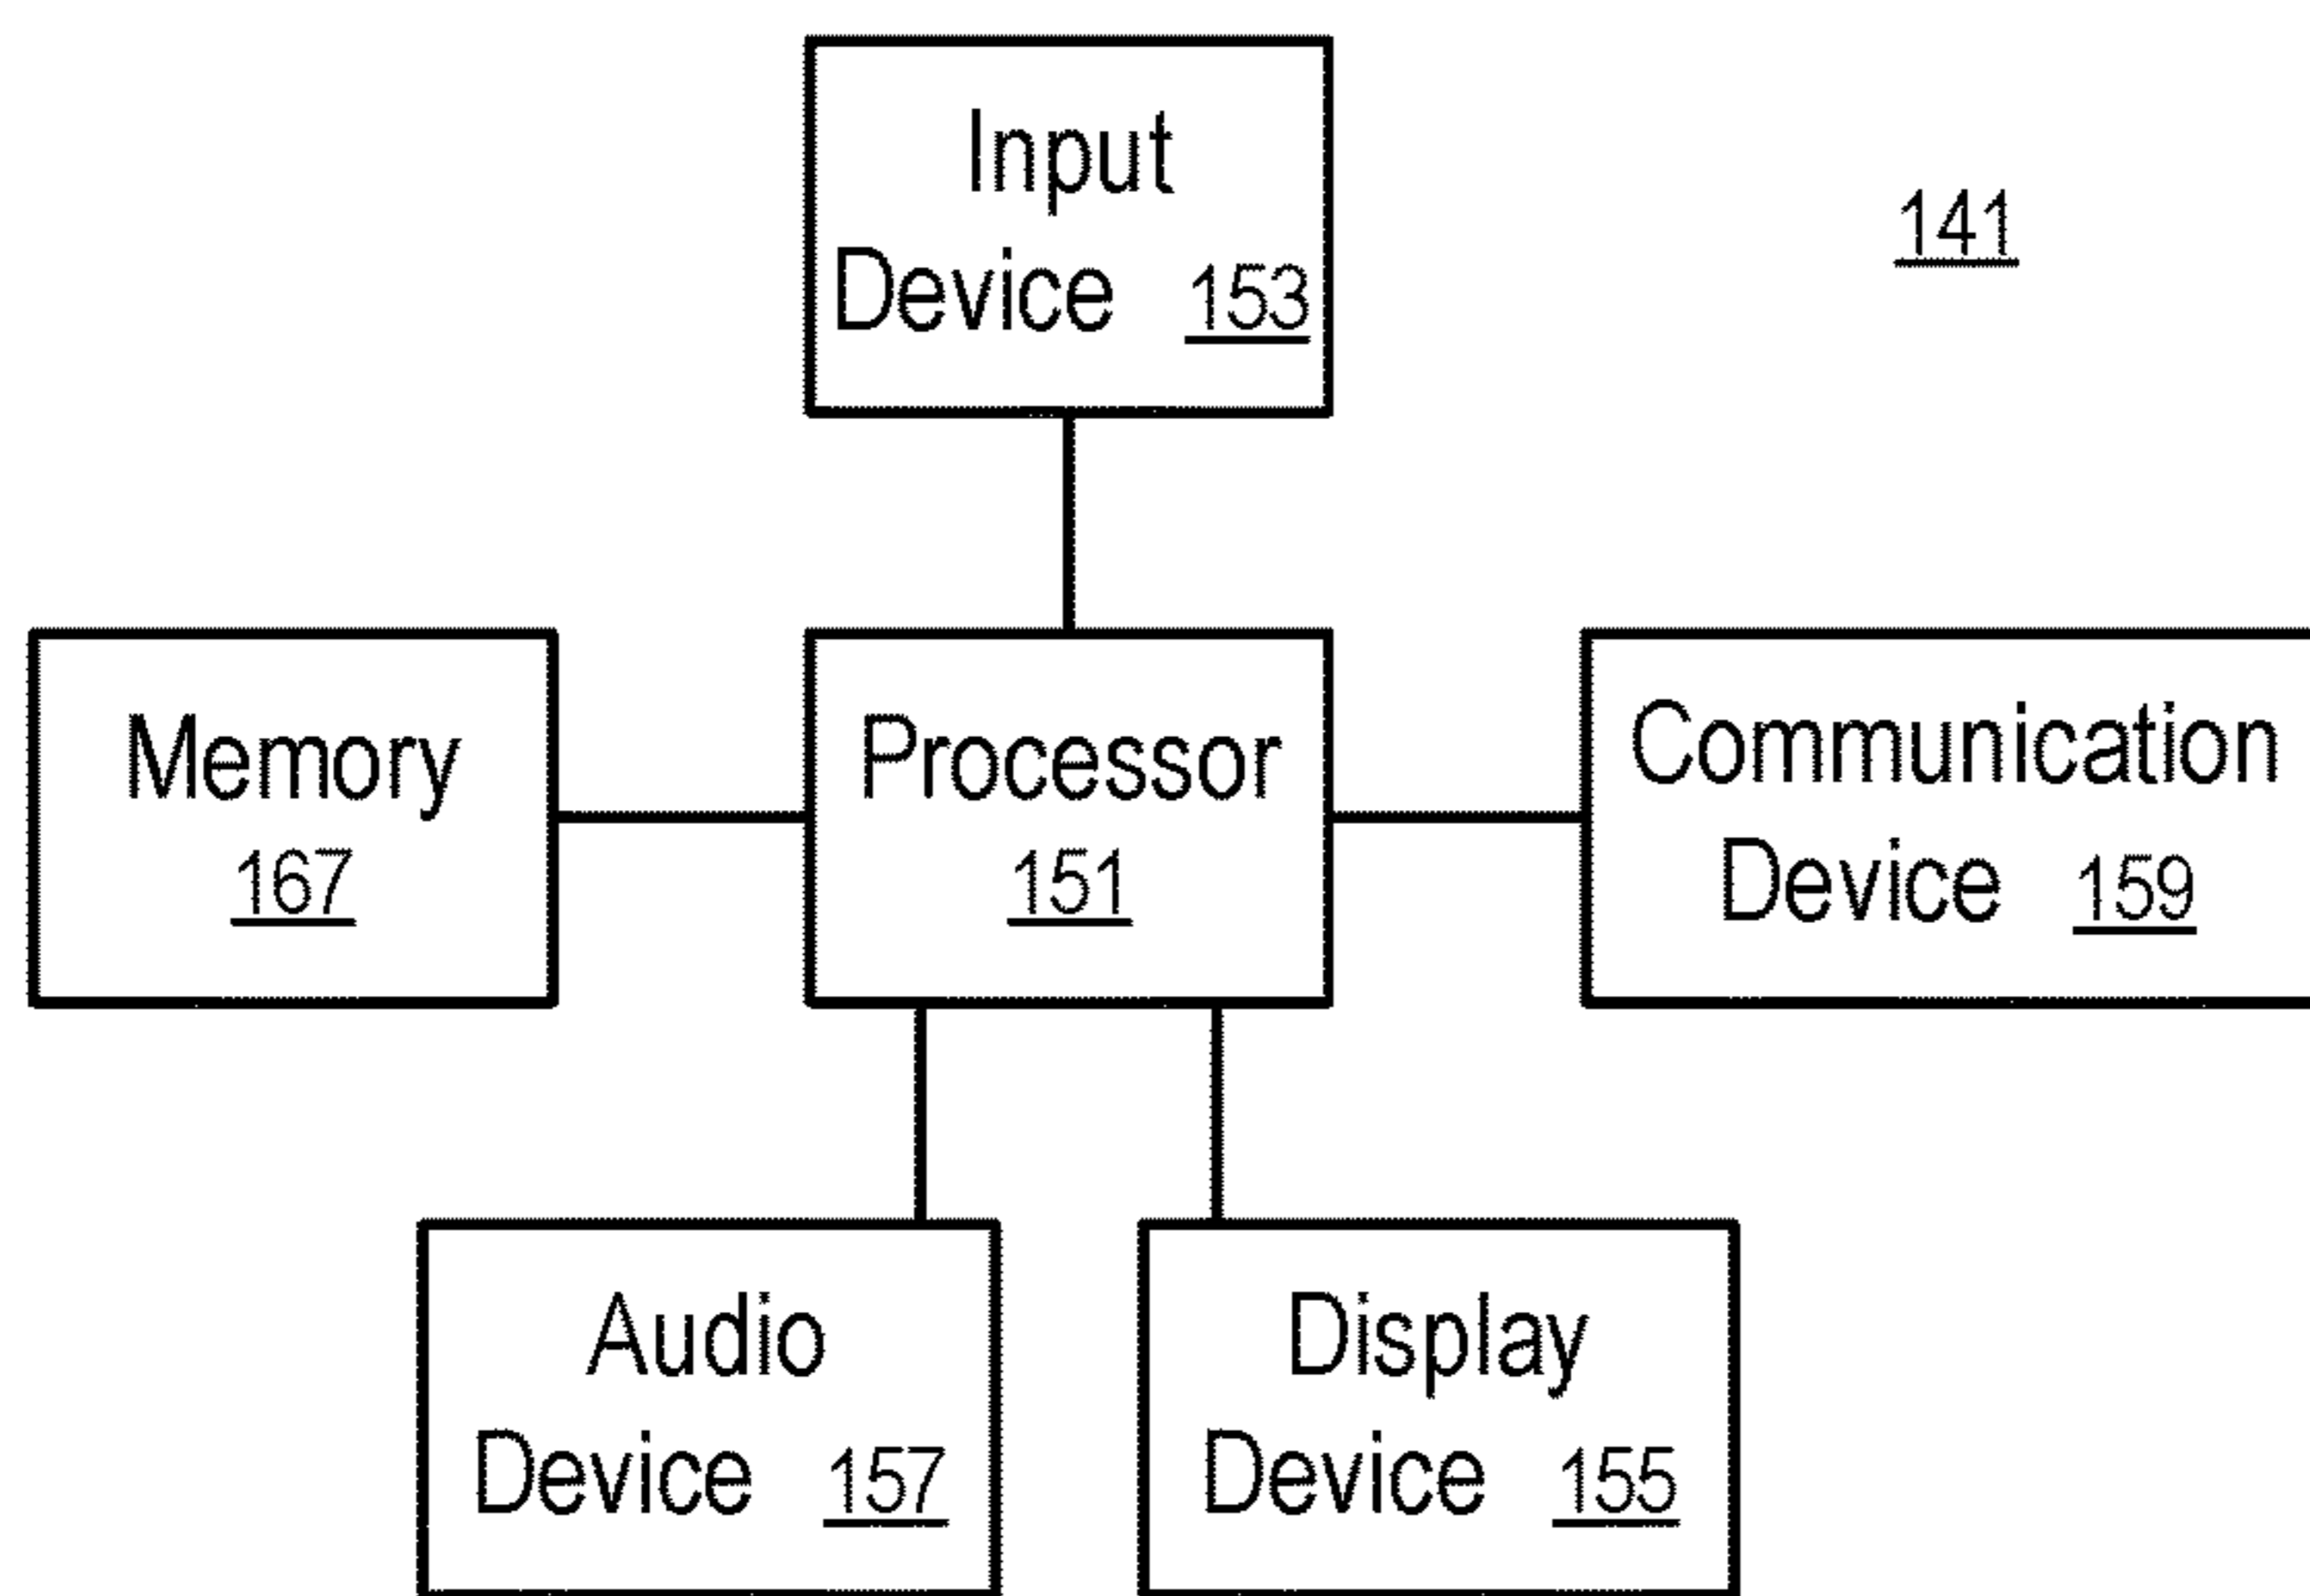 Input
Device 153
141
Memory
167
Processor
151
Communication
Device 159
Audio
Device 157
Display
Device 155